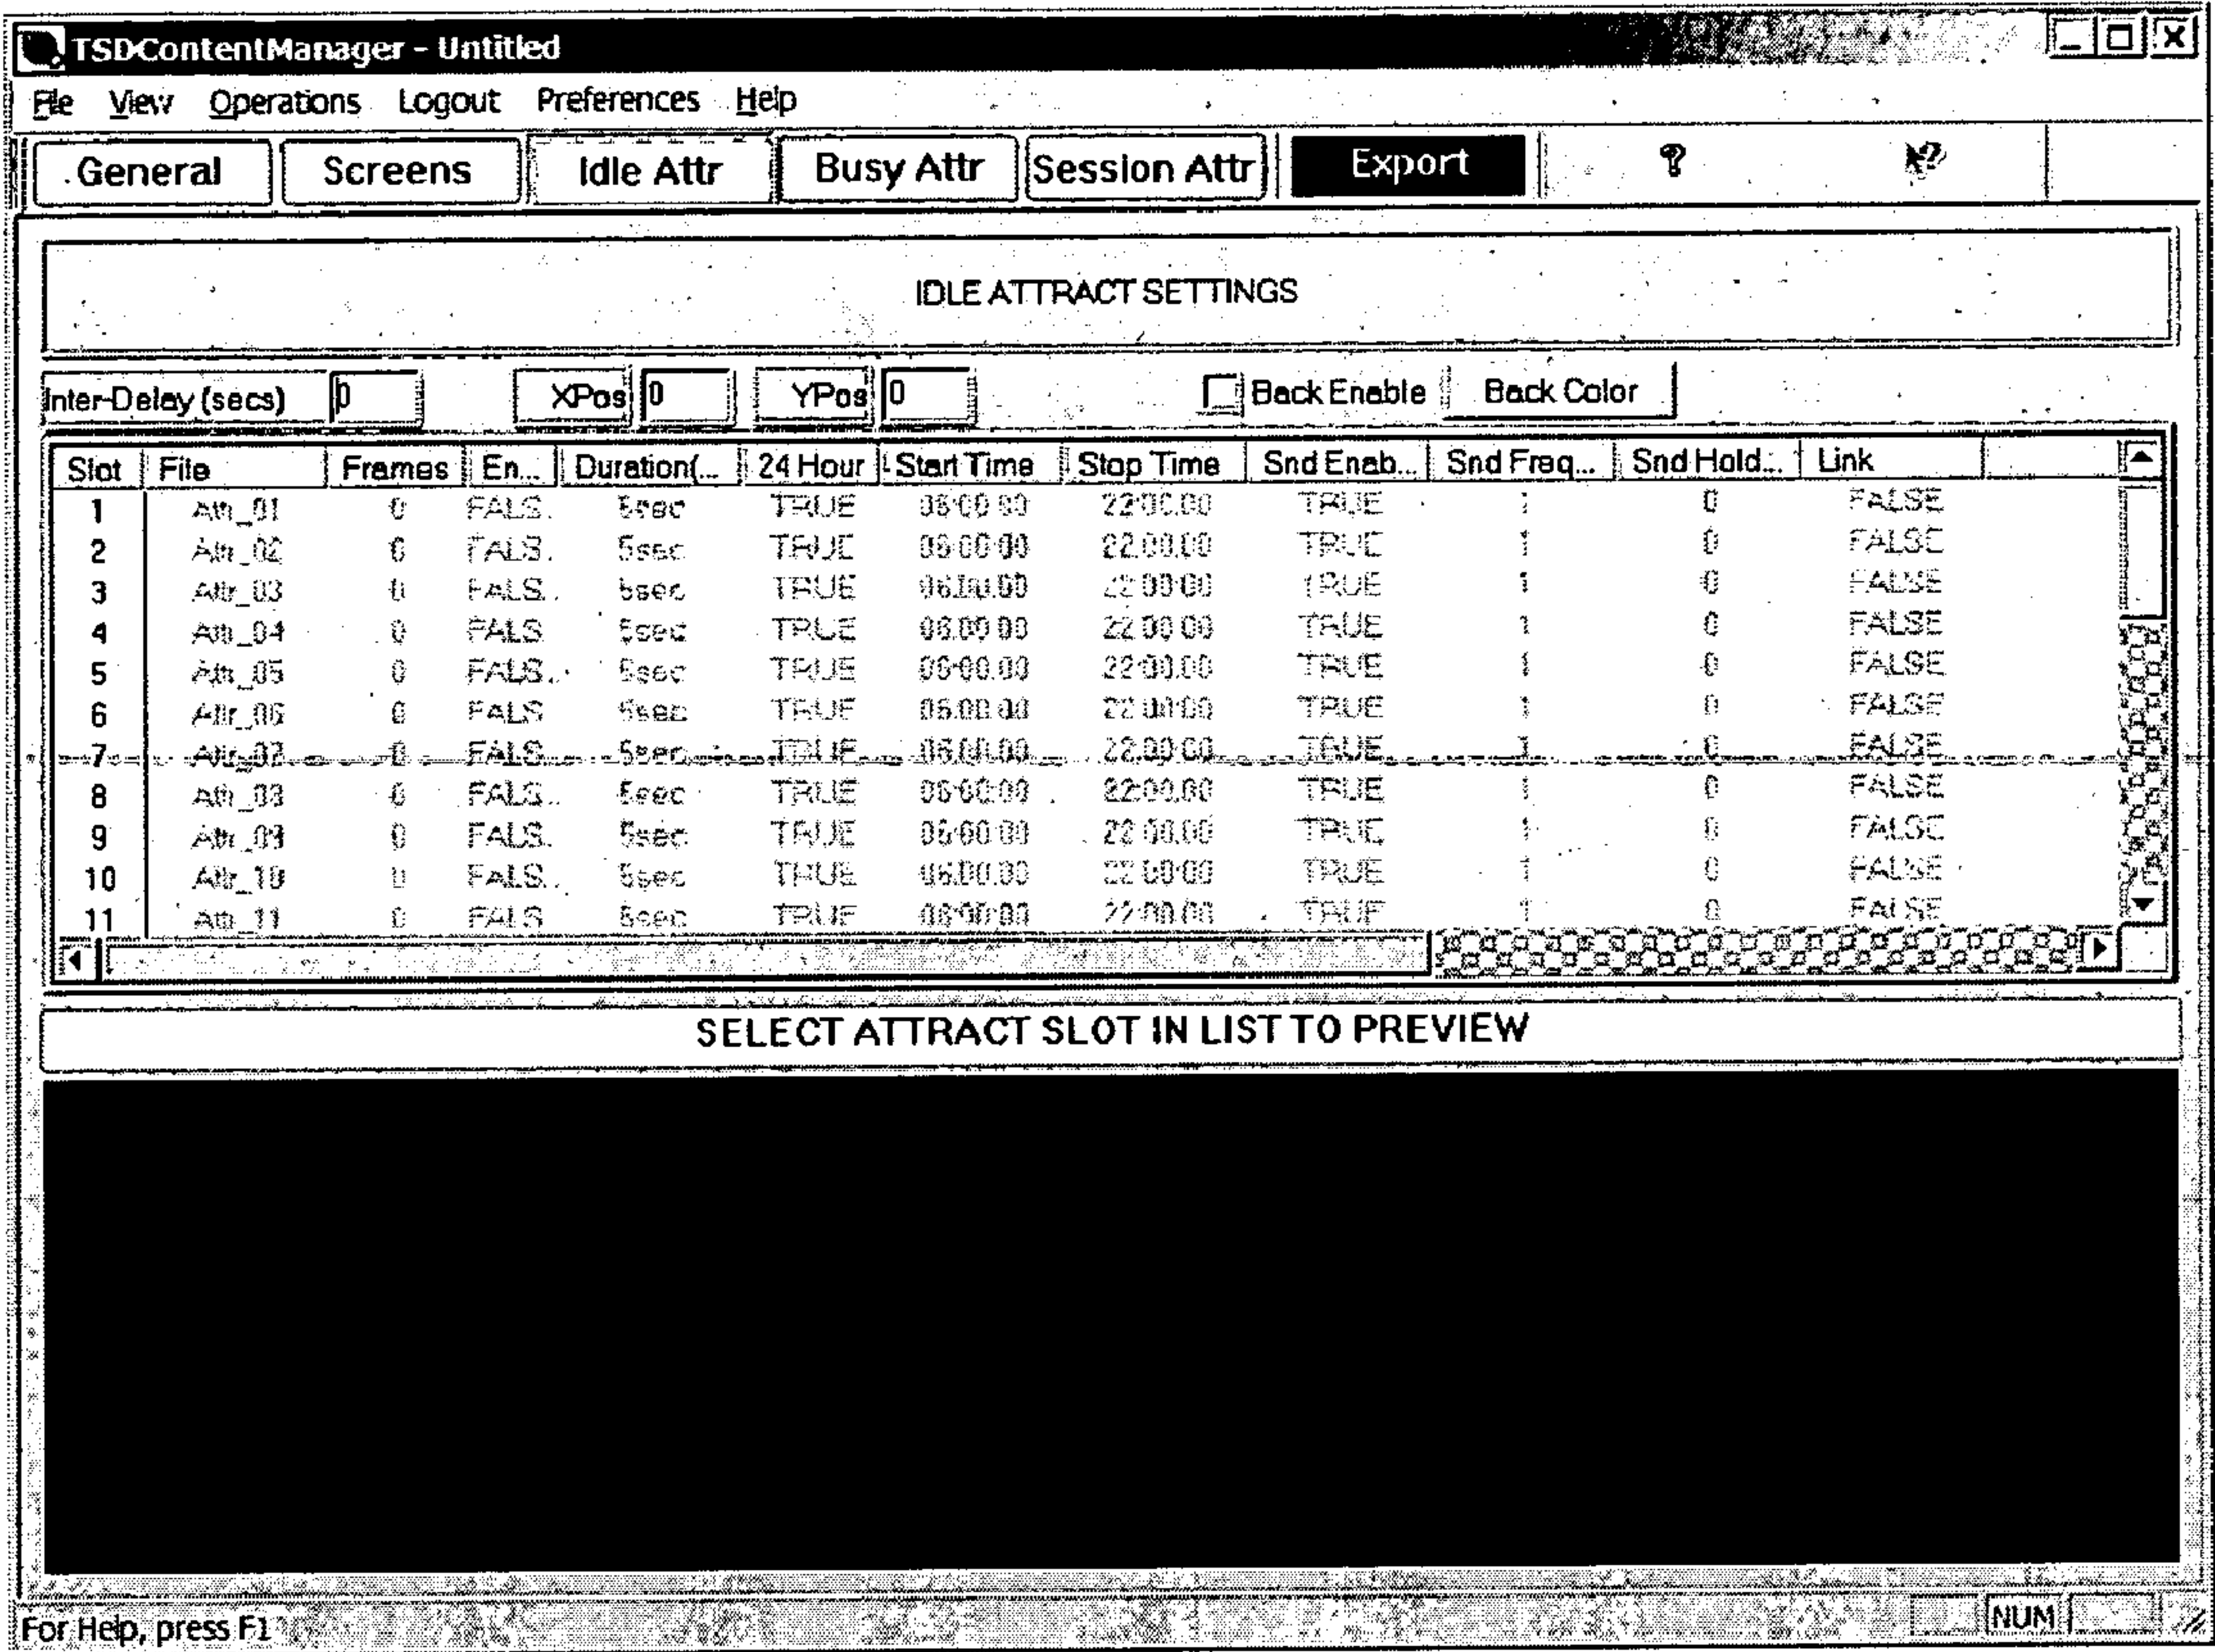 TSDContentManager - Untitled
File View Operations Logout Preferences Help
General Screens Idle Attr Busy Attr Session Attr Export ? ?
IDLE ATTRACT SETTINGS
Inter-Delay (secs) 0 XPos 0 YPos 0 Back Enable Back Color
Slot File Frames En... Duration(... 24 Hour Start Time Stop Time Snd Enab... Snd Freq... Snd Hold... Link
1 Attr_01 0 FALS.. 5sec TRUE 06:00:00 22:00:00 TRUE 1 0 FALSE
2 Attr_02 0 FALS.. 5sec TRUE 06:00:00 22:00:00 TRUE 1 0 FALSE
3 Attr_03 0 FALS.. 5sec TRUE 06:00:00 22:00:00 TRUE 1 0 FALSE
4 Attr_04 0 FALS.. 5sec TRUE 06:00:00 22:00:00 TRUE 1 0 FALSE
5 Attr_05 0 FALS.. 5sec TRUE 06:00:00 22:00:00 TRUE 1 0 FALSE
6 Attr_06 0 FALS.. 5sec TRUE 06:00:00 22:00:00 TRUE 1 0 FALSE
7 Attr_07 0 FALS.. 5sec TRUE 06:00:00 22:00:00 TRUE 1 0 FALSE
8 Attr_08 0 FALS.. 5sec TRUE 06:00:00 22:00:00 TRUE 1 0 FALSE
9 Attr_09 0 FALS.. 5sec TRUE 06:00:00 22:00:00 TRUE 1 0 FALSE
10 Attr_10 0 FALS.. 5sec TRUE 06:00:00 22:00:00 TRUE 1 0 FALSE
11 Attr_11 0 FALS.. 5sec TRUE 06:00:00 22:00:00 TRUE 1 0 FALSE
SELECT ATTRACT SLOT IN LIST TO PREVIEW
For Help, press F1 NUM